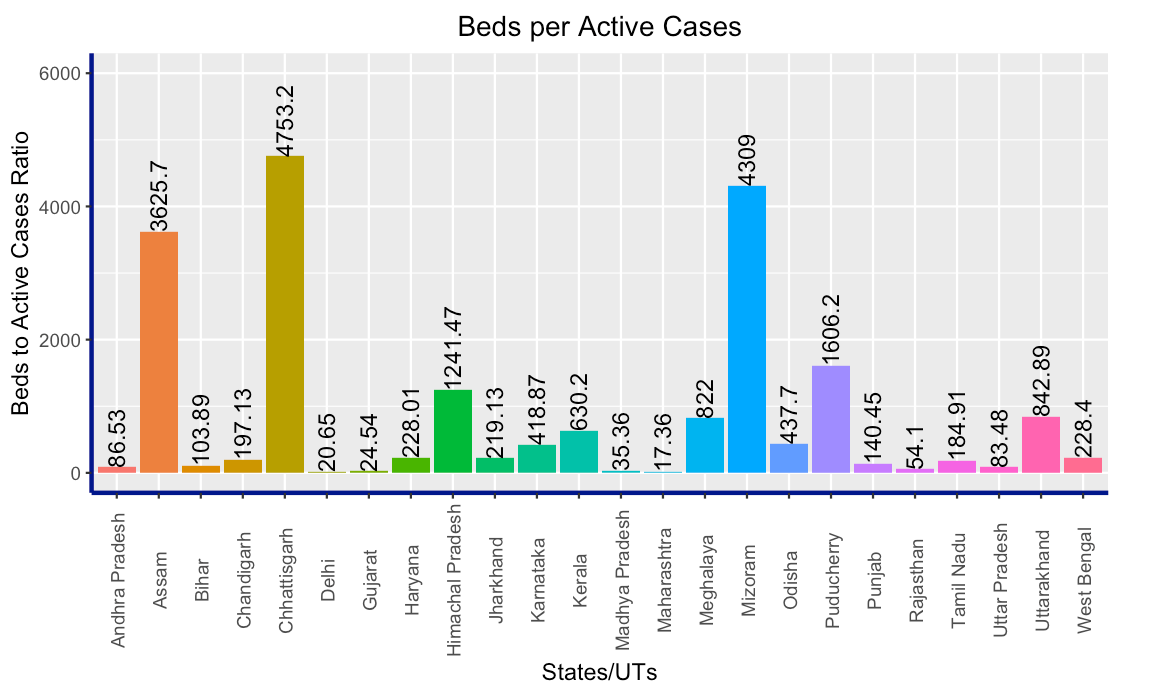 Beds per Active Cases
Beds to Active Cases Ratio
6000
4000
2000
0
86.53
3625.7
103.89
197.13
4753.2
20.65
24.54
228.01
1241.47
219.13
418.87
630.2
35.36
17.36
822
4309
437.7
1606.2
140.45
54.1
184.91
83.48
842.89
228.4
Andhra Pradesh
Assam
Bihar
Chandigarh
Chhattisgarh
Delhi
Gujarat
Haryana
Himachal Pradesh
Jharkhand
Karnataka
Kerala
Madhya Pradesh
Maharashtra
Meghalaya
Mizoram
Odisha
Puducherry
Punjab
Rajasthan
Tamil Nadu
Uttar Pradesh
Uttarakhand
West Bengal
States/UTs